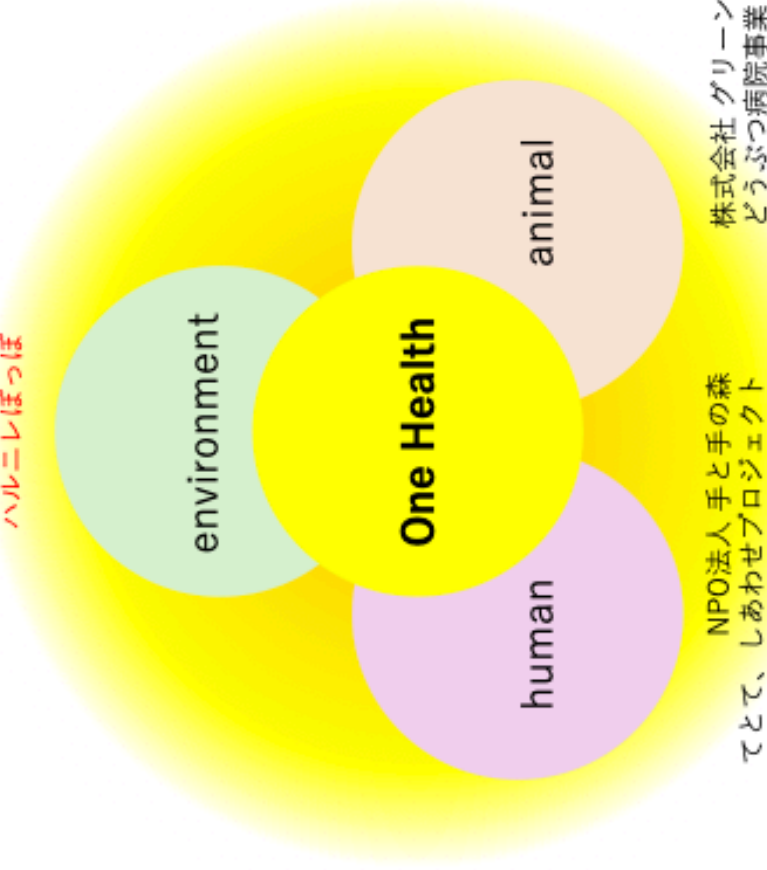 ハルニレぽっぽ
environment
One Health
human
animal
NPO法人 手と手の森
てとて、しあわせプロジェクト
株式会社 グリーン
どうぶつ病院事業